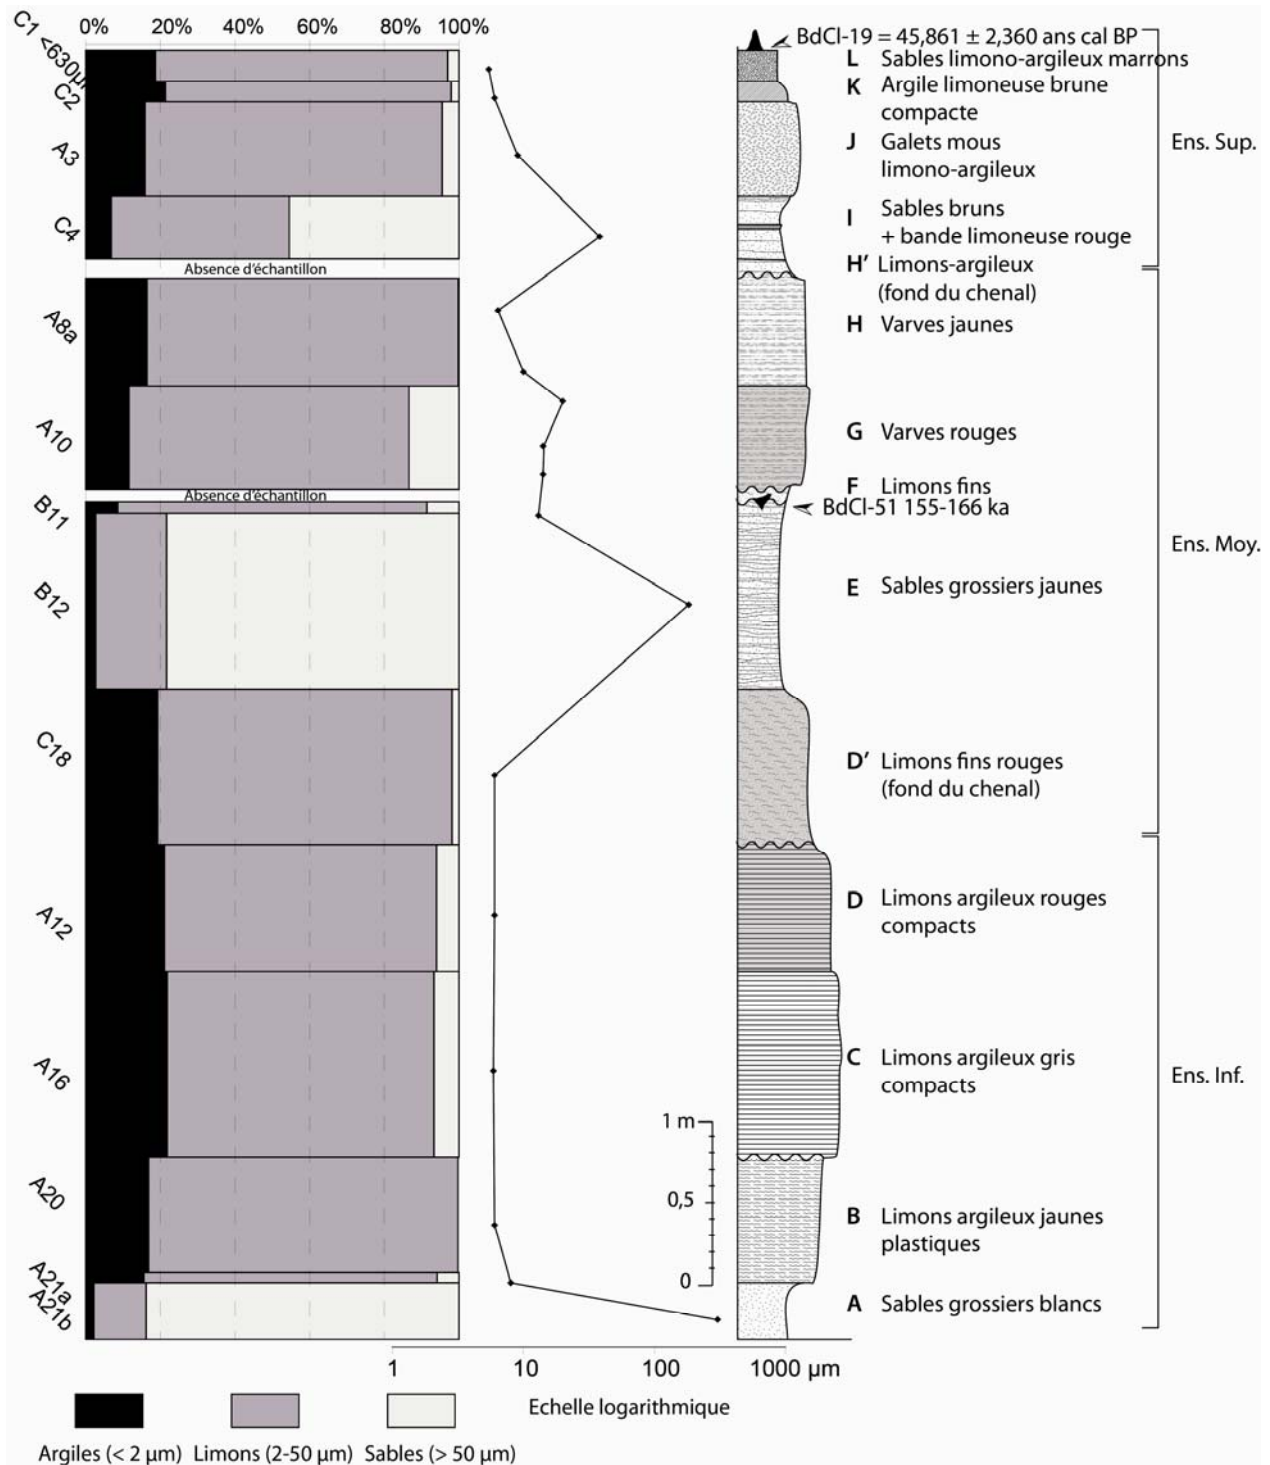 0% 20% 40% 60% 80% 100%
C1 <630µm
C2
A3
C4
Absence d'échantillon
A8a
A10
Absence d'échantillon
B11
B12
C18
A12
A16
A20
A21a
A21b
BdCl-19 = 45,861 ± 2,360 ans cal BP
L Sables limono-argileux marrons
K Argile limoneuse brune
compacte
J Galets mous
limono-argileux
I Sables bruns
+ bande limoneuse rouge
H' Limons-argileux
(fond du chenal)
H Varves jaunes
G Varves rouges
F Limons fins
BdCl-51 155-166 ka
E Sables grossiers jaunes
D' Limons fins rouges
(fond du chenal)
D Limons argileux rouges
compacts
C Limons argileux gris
compacts
B Limons argileux jaunes
plastiques
A Sables grossiers blancs
Ens. Sup.
Ens. Moy.
Ens. Inf.
1 m
0,5
0
1 10 100 1000 µm
Echelle logarithmique
Argiles (< 2 µm) Limons (2-50 µm) Sables (> 50 µm)